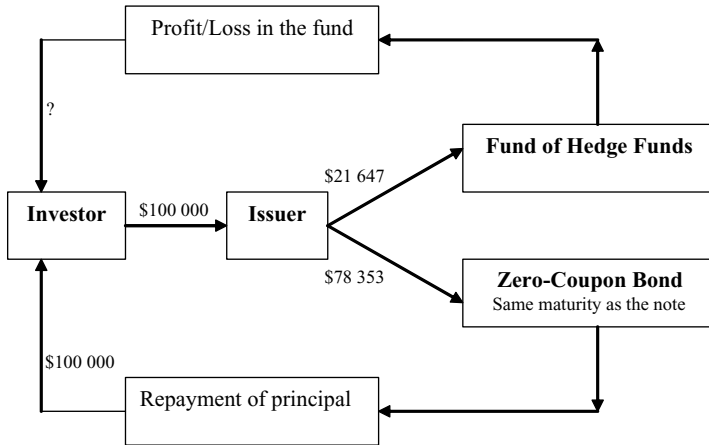 Profit/Loss in the fund
?
Fund of Hedge Funds
$21 647
Investor
$100 000
Issuer
$78 353
Zero-Coupon Bond
Same maturity as the note
$100 000
Repayment of principal